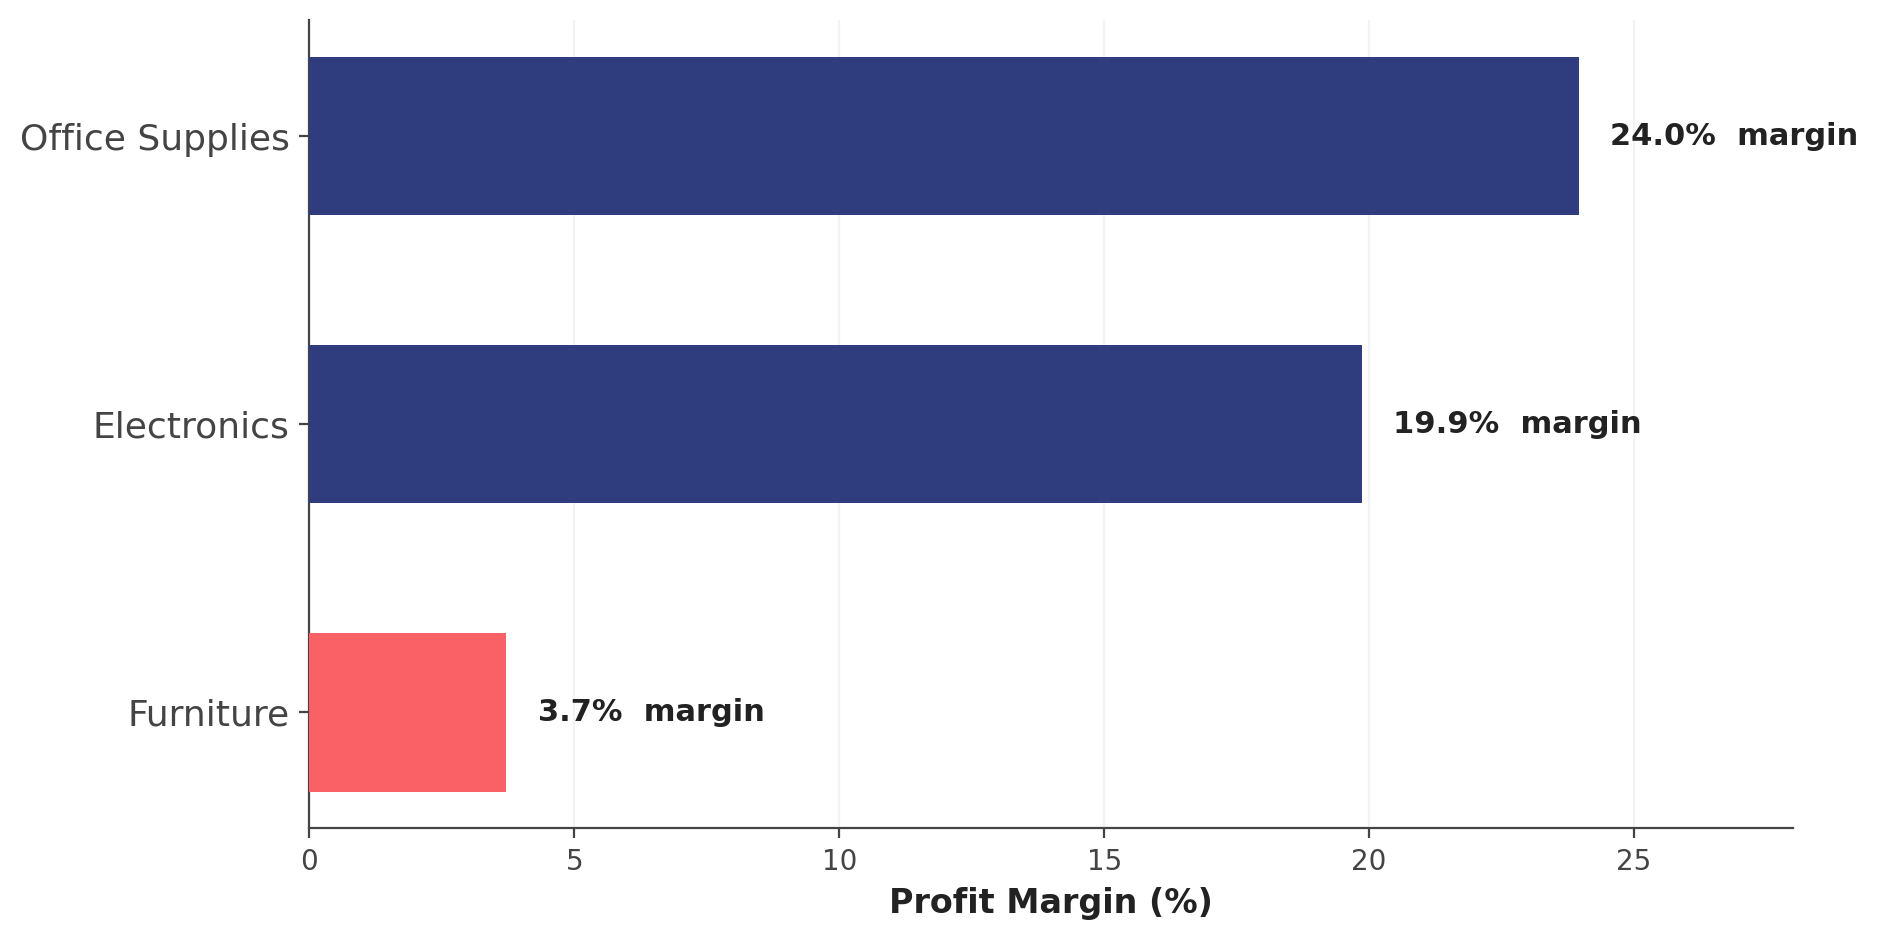 Office Supplies
24.0%  margin
Electronics
19.9%  margin
Furniture
3.7%  margin
0 5 10 15 20 25
Profit Margin (%)